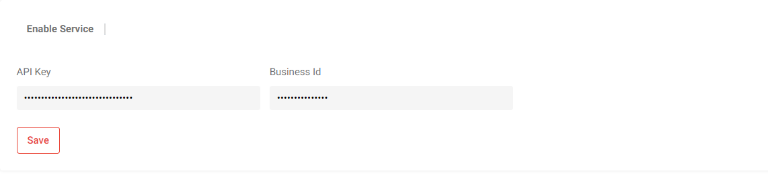 Enable Service
API Key
Business Id
Save